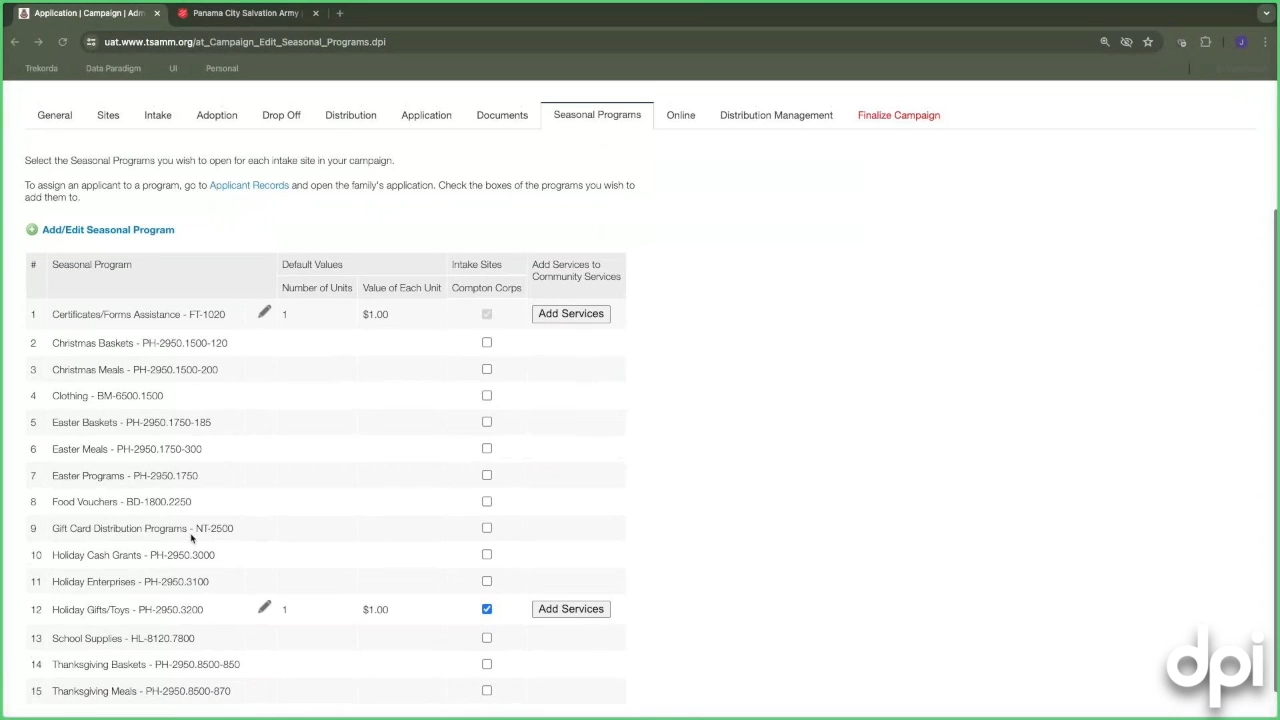 Application | Campaign | Adm
Panama City Salvation Army
uat.www.tsamm.org/at_Campaign_Edit_Seasonal_Programs.dpi
J
Trekorda
Data Paradigm
UI
Personal
General
Sites
Intake
Adoption
Drop Off
Distribution
Application
Documents
Seasonal Programs
Online
Distribution Management
Finalize Campaign
Select the Seasonal Programs you wish to open for each intake site in your campaign.
To assign an applicant to a program, go to Applicant Records and open the family's application. Check the boxes of the programs you wish to
add them to.
Add/Edit Seasonal Program
# Seasonal Program Default Values Intake Sites Add Services to
Community Services
Number of Units Value of Each Unit Compton Corps
1 Certificates/Forms Assistance - FT-1020 1 $1.00 Add Services
2 Christmas Baskets - PH-2950.1500-120
3 Christmas Meals - PH-2950.1500-200
4 Clothing - BM-6500.1500
5 Easter Baskets - PH-2950.1750-185
6 Easter Meals - PH-2950.1750-300
7 Easter Programs - PH-2950.1750
8 Food Vouchers - BD-1800.2250
9 Gift Card Distribution Programs - NT-2500
10 Holiday Cash Grants - PH-2950.3000
11 Holiday Enterprises - PH-2950.3100
12 Holiday Gifts/Toys - PH-2950.3200 1 $1.00 Add Services
13 School Supplies - HL-8120.7800
14 Thanksgiving Baskets - PH-2950.8500-850
15 Thanksgiving Meals - PH-2950.8500-870
dpi